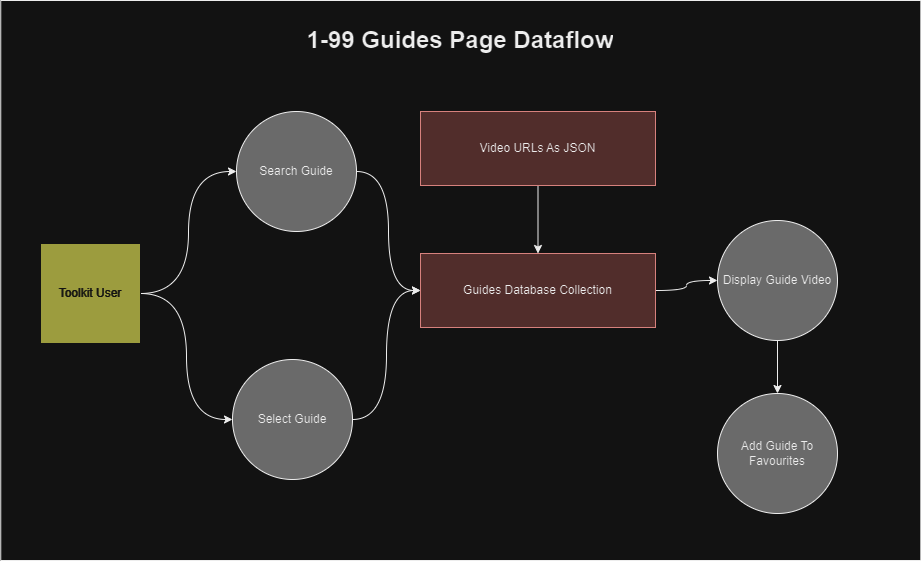 1-99 Guides Page Dataflow
Search Guide
Video URLs As JSON
Toolkit User
Guides Database Collection
Display Guide Video
Select Guide
Add Guide To
Favourites